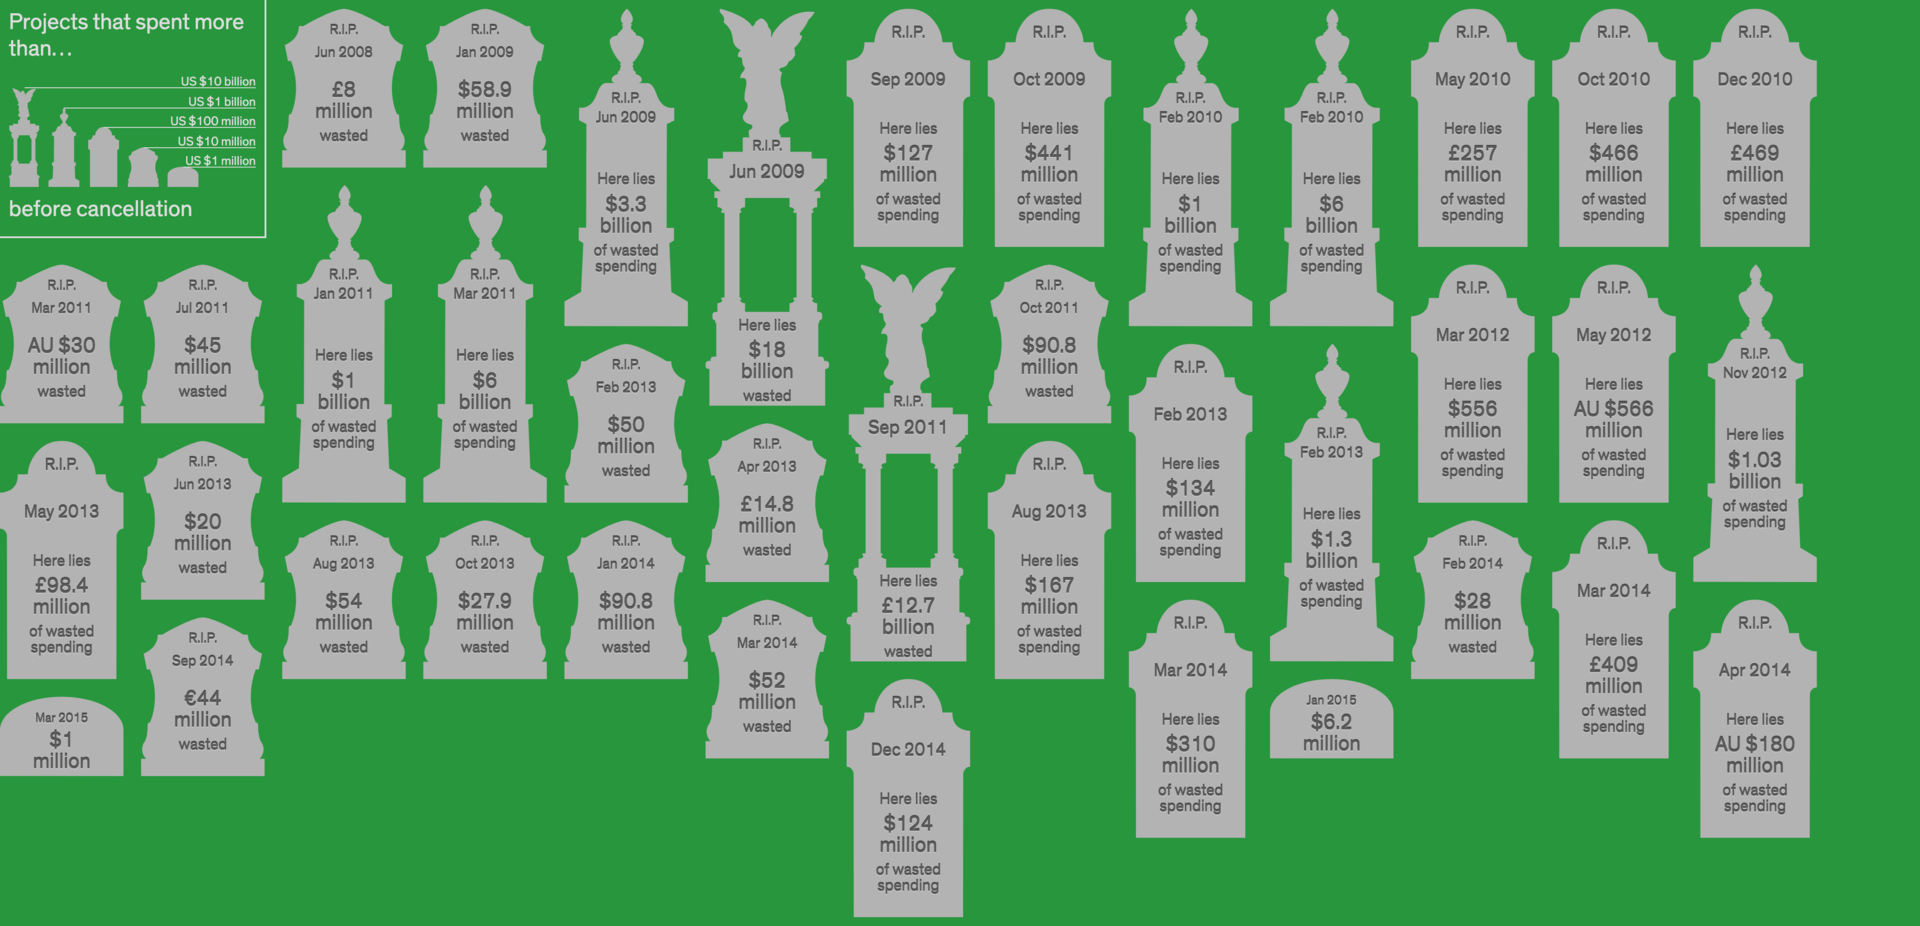 Projects that spent more
than…
US $10 billion
US $1 billion
US $100 million
US $10 million
US $1 million
before cancellation
R.I.P.
Jun 2008
£8
million
wasted
R.I.P.
Jan 2009
$58.9
million
wasted
R.I.P.
Jun 2009
Here lies
$3.3
billion
of wasted
spending
R.I.P.
Jun 2009
Here lies
$18
billion
wasted
R.I.P.
Sep 2009
Here lies
$127
million
of wasted
spending
R.I.P.
Oct 2009
Here lies
$441
million
of wasted
spending
R.I.P.
Feb 2010
Here lies
$1
billion
of wasted
spending
R.I.P.
Feb 2010
Here lies
$6
billion
of wasted
spending
R.I.P.
May 2010
Here lies
£257
million
of wasted
spending
R.I.P.
Oct 2010
Here lies
$466
million
of wasted
spending
R.I.P.
Dec 2010
Here lies
£469
million
of wasted
spending
R.I.P.
Jan 2011
Here lies
$1
billion
of wasted
spending
R.I.P.
Mar 2011
Here lies
$6
billion
of wasted
spending
R.I.P.
Mar 2011
AU $30
million
wasted
R.I.P.
Jul 2011
$45
million
wasted
R.I.P.
Sep 2011
Here lies
£12.7
billion
wasted
R.I.P.
Oct 2011
$90.8
million
wasted
R.I.P.
Mar 2012
Here lies
$556
million
of wasted
spending
R.I.P.
May 2012
Here lies
AU $566
million
of wasted
spending
R.I.P.
Nov 2012
Here lies
$1.03
billion
of wasted
spending
R.I.P.
Feb 2013
$50
million
wasted
R.I.P.
Feb 2013
Here lies
$134
million
of wasted
spending
R.I.P.
Feb 2013
Here lies
$1.3
billion
of wasted
spending
R.I.P.
Apr 2013
£14.8
million
wasted
R.I.P.
May 2013
Here lies
£98.4
million
of wasted
spending
R.I.P.
Jun 2013
$20
million
wasted
R.I.P.
Aug 2013
Here lies
$167
million
of wasted
spending
R.I.P.
Aug 2013
$54
million
wasted
R.I.P.
Oct 2013
$27.9
million
wasted
R.I.P.
Jan 2014
$90.8
million
wasted
R.I.P.
Feb 2014
$28
million
wasted
R.I.P.
Mar 2014
Here lies
£409
million
of wasted
spending
R.I.P.
Mar 2014
$52
million
wasted
R.I.P.
Mar 2014
Here lies
$310
million
of wasted
spending
R.I.P.
Apr 2014
Here lies
AU $180
million
of wasted
spending
R.I.P.
Sep 2014
€44
million
wasted
R.I.P.
Dec 2014
Here lies
$124
million
of wasted
spending
Jan 2015
$6.2
million
Mar 2015
$1
million